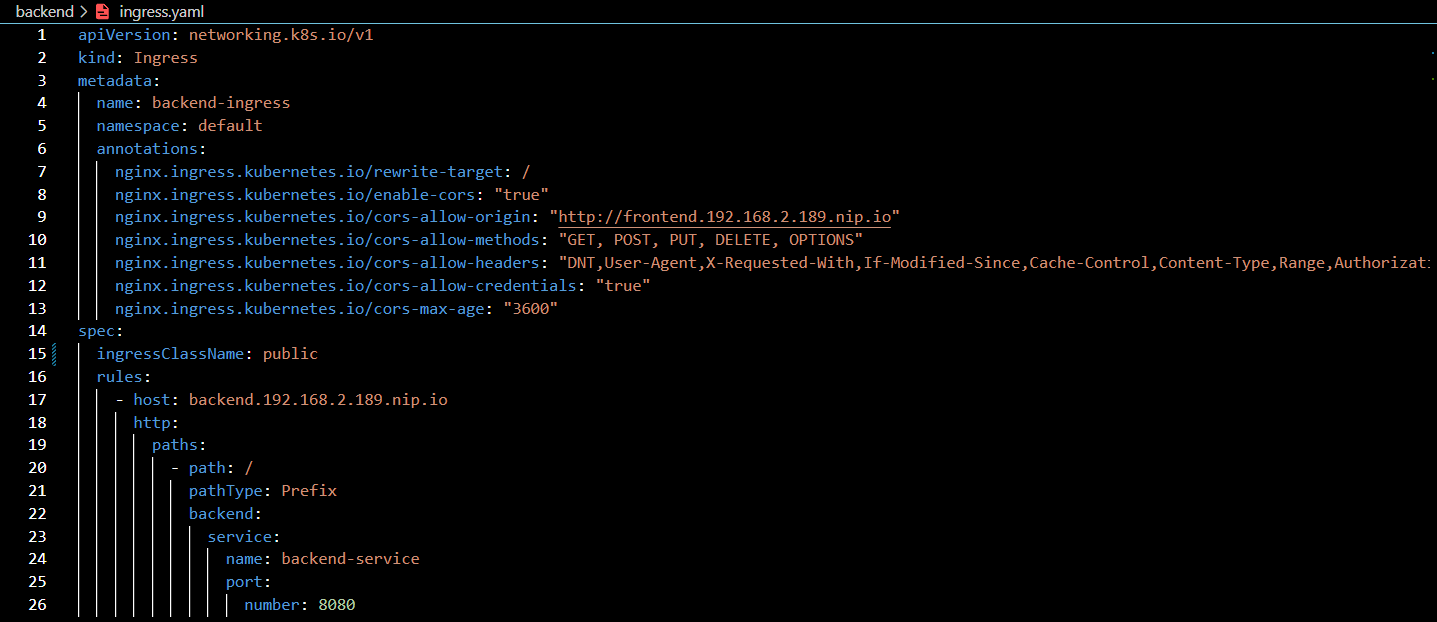 backend > ingress.yaml
1 apiVersion: networking.k8s.io/v1
2 kind: Ingress
3 metadata:
4   name: backend-ingress
5   namespace: default
6   annotations:
7     nginx.ingress.kubernetes.io/rewrite-target: /
8     nginx.ingress.kubernetes.io/enable-cors: "true"
9     nginx.ingress.kubernetes.io/cors-allow-origin: "http://frontend.192.168.2.189.nip.io"
10     nginx.ingress.kubernetes.io/cors-allow-methods: "GET, POST, PUT, DELETE, OPTIONS"
11     nginx.ingress.kubernetes.io/cors-allow-headers: "DNT,User-Agent,X-Requested-With,If-Modified-Since,Cache-Control,Content-Type,Range,Authorizati
12     nginx.ingress.kubernetes.io/cors-allow-credentials: "true"
13     nginx.ingress.kubernetes.io/cors-max-age: "3600"
14 spec:
15   ingressClassName: public
16   rules:
17     - host: backend.192.168.2.189.nip.io
18       http:
19         paths:
20           - path: /
21             pathType: Prefix
22             backend:
23               service:
24                 name: backend-service
25                 port:
26                   number: 8080